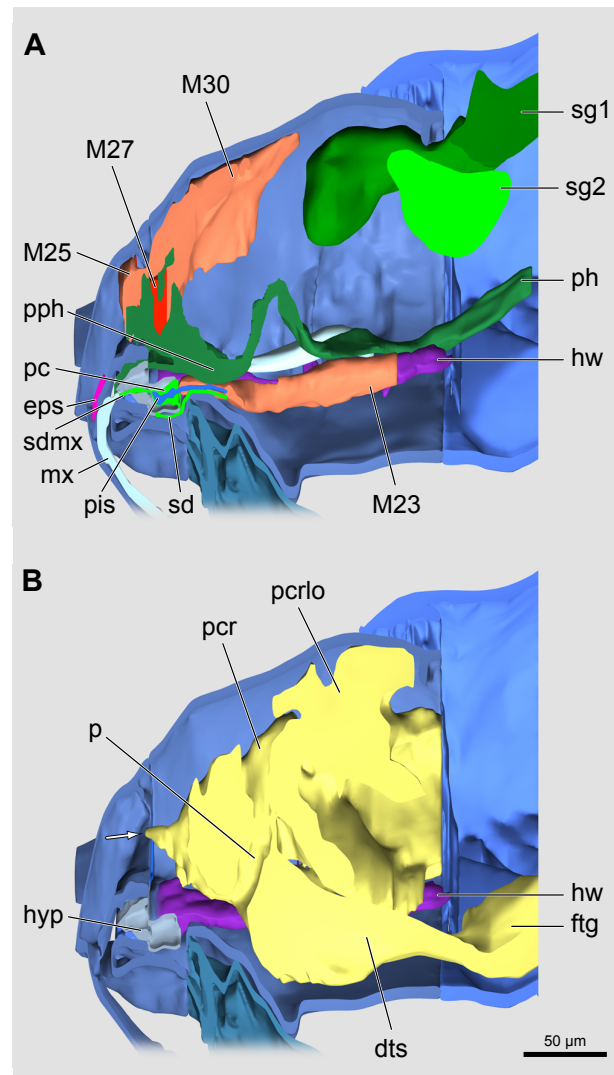 A
M30
sg1
M27
sg2
M25
ph
pph
hw
pc
eps
sdmx
mx
pis
sd
M23
B
pcrlo
pcr
p
hw
hyp
ftg
dts
50 µm